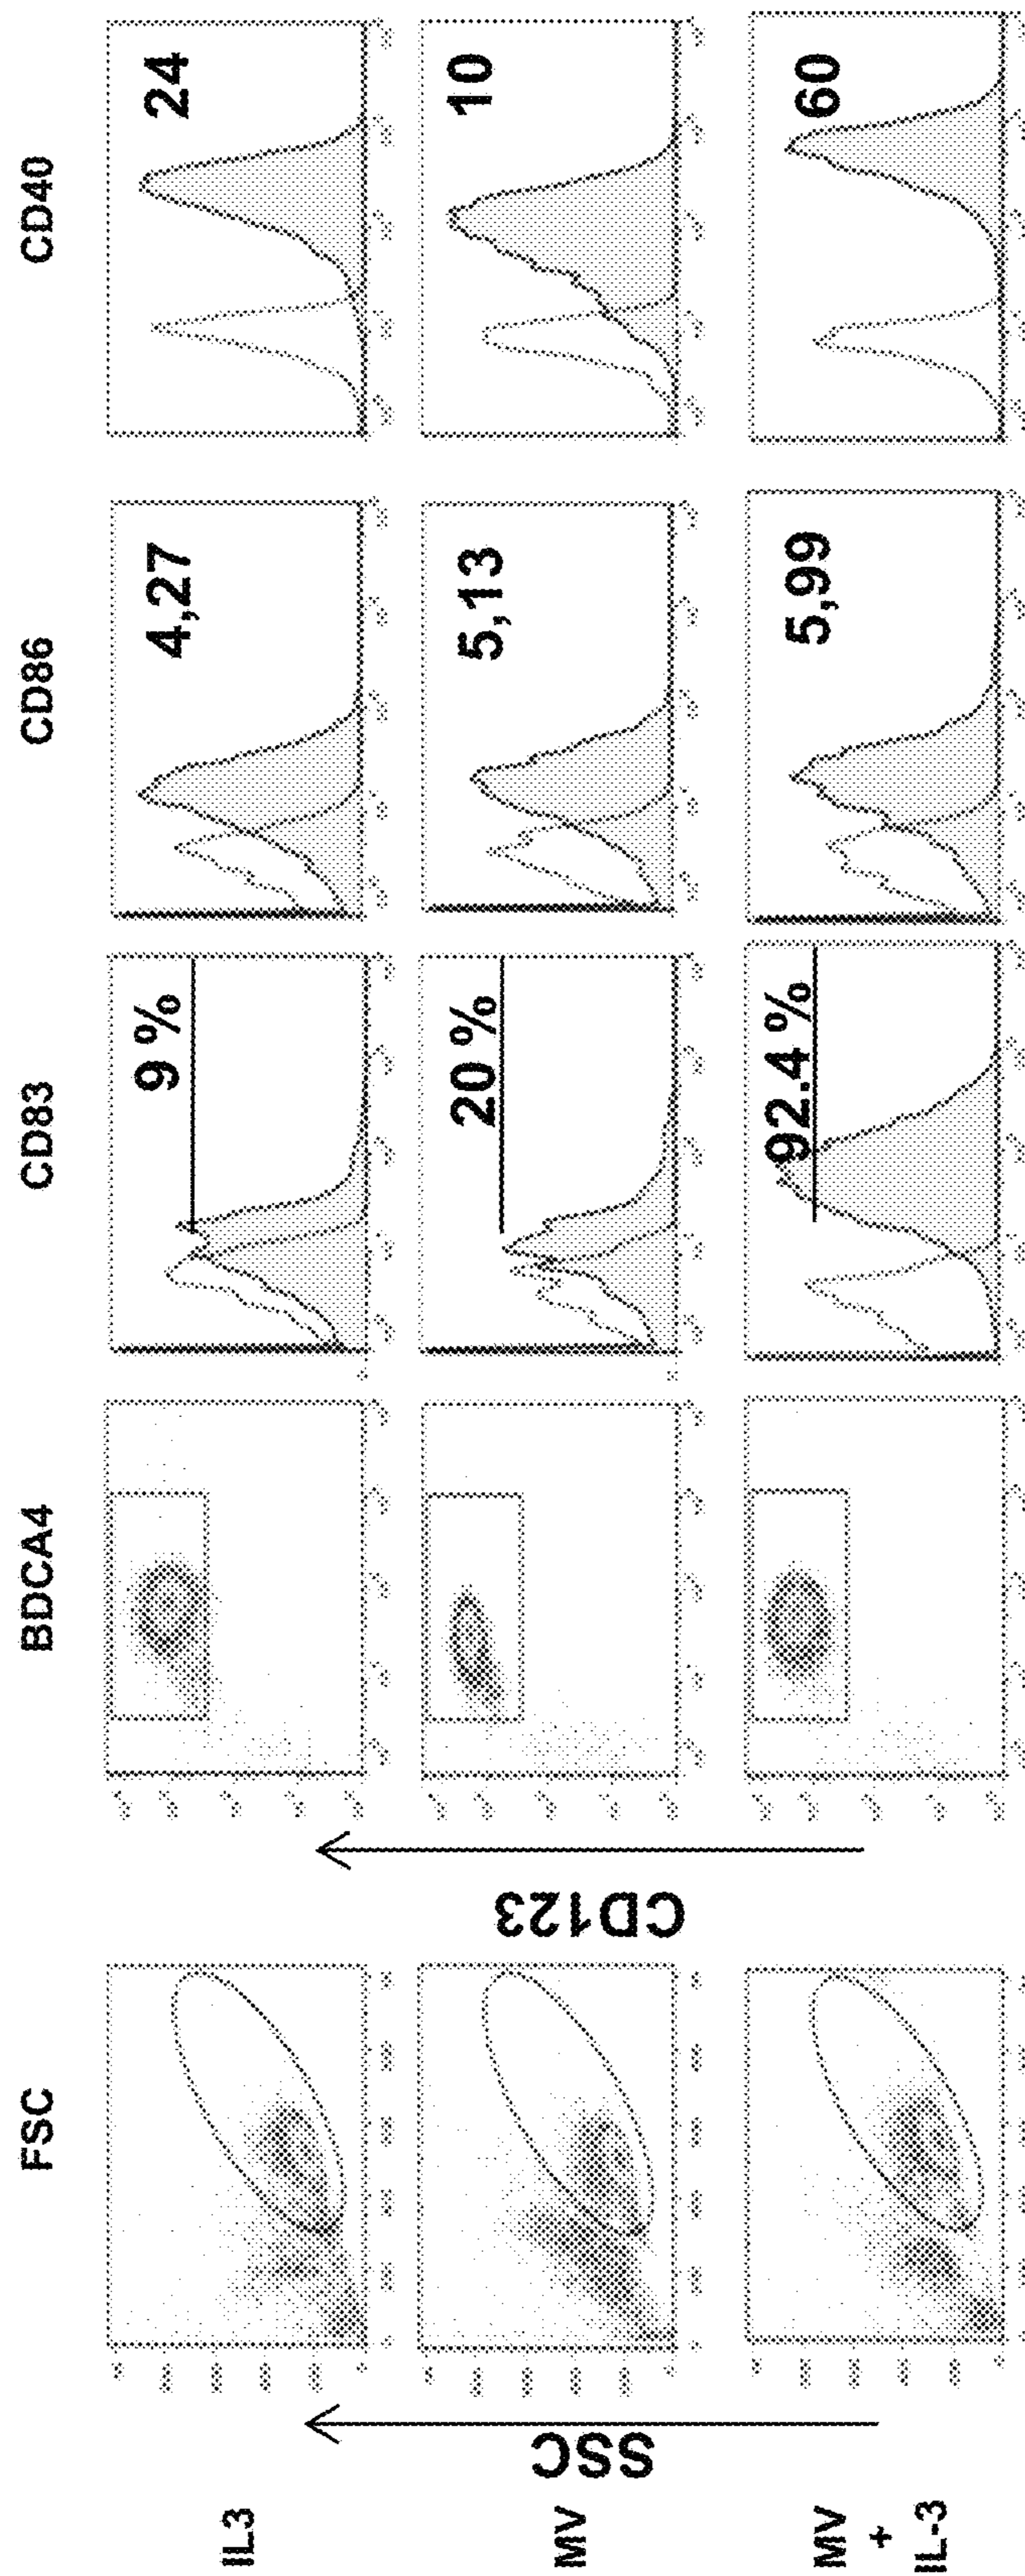 FSC
BDCA4
CD83
CD86
CD40
IL3
9 %
4,27
24
SSC
MV
CD123
20 %
5,13
10
MV
+
IL-3
92.4 %
5,99
60